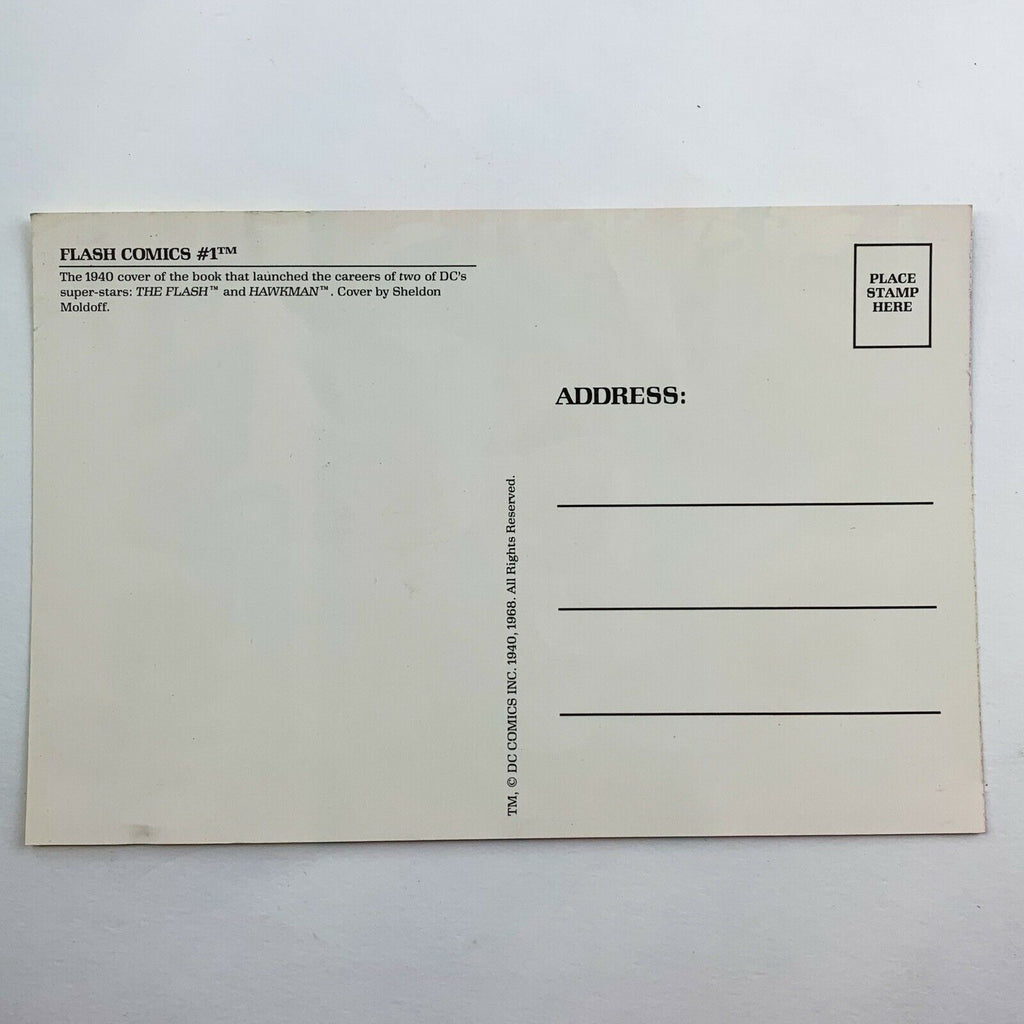 FLASH COMICS #1™
The 1940 cover of the book that launched the careers of two of DC's
super-stars: THE FLASH™ and HAWKMAN™. Cover by Sheldon
Moldoff.
PLACE
STAMP
HERE
ADDRESS:
TM, © DC COMICS INC. 1940, 1968. All Rights Reserved.